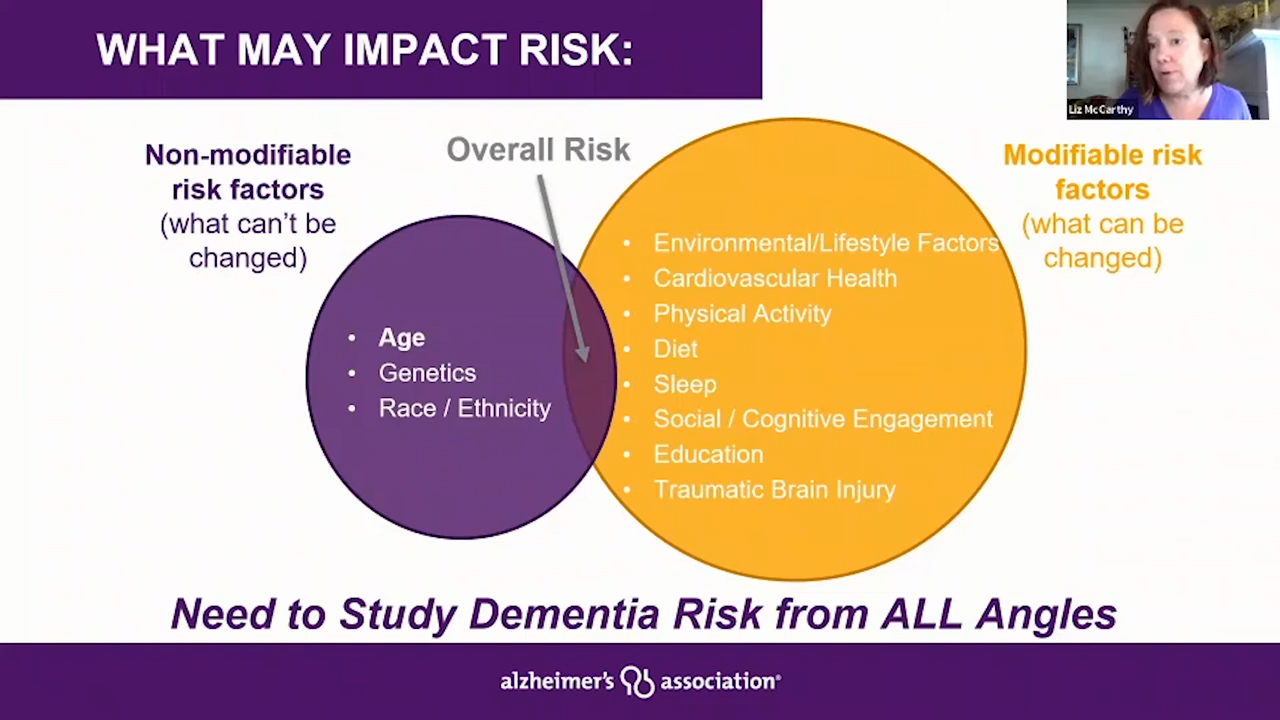 WHAT MAY IMPACT RISK:
Liz McCarthy
Non-modifiable
risk factors
(what can't be
changed)
Overall Risk
Modifiable risk
factors
(what can be
changed)
• Age
• Genetics
• Race / Ethnicity
• Environmental/Lifestyle Factors
• Cardiovascular Health
• Physical Activity
• Diet
• Sleep
• Social / Cognitive Engagement
• Education
• Traumatic Brain Injury
Need to Study Dementia Risk from ALL Angles
alzheimer's association®